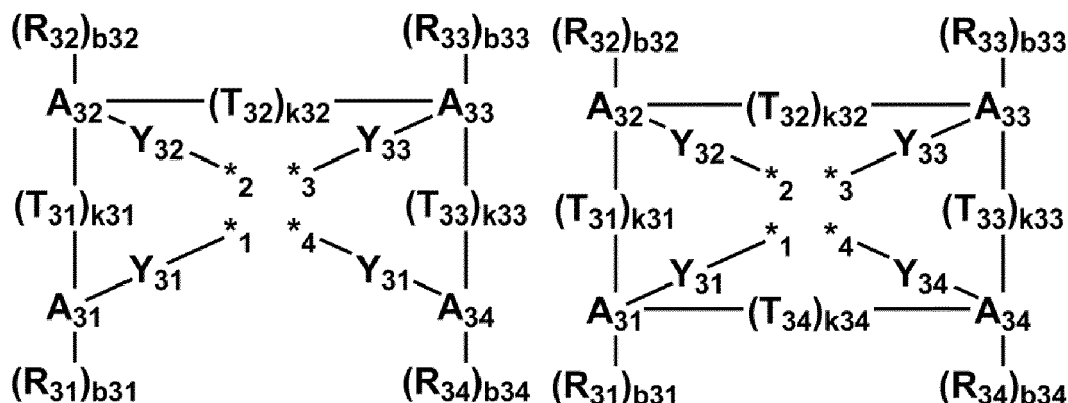 (R32)b32 (R33)b33 (R32)b32 (R33)b33
A32 (T32)k32 A33 A32 (T32)k32 A33
Y32 Y33 Y32 Y33
*2 *3 *2 *3
(T31)k31 (T33)k33 (T31)k31 (T33)k33
*1 *4 *1 *4
Y31 Y31 Y31 Y34
A31 A34 A31 (T34)k34 A34
(R31)b31 (R34)b34 (R31)b31 (R34)b34